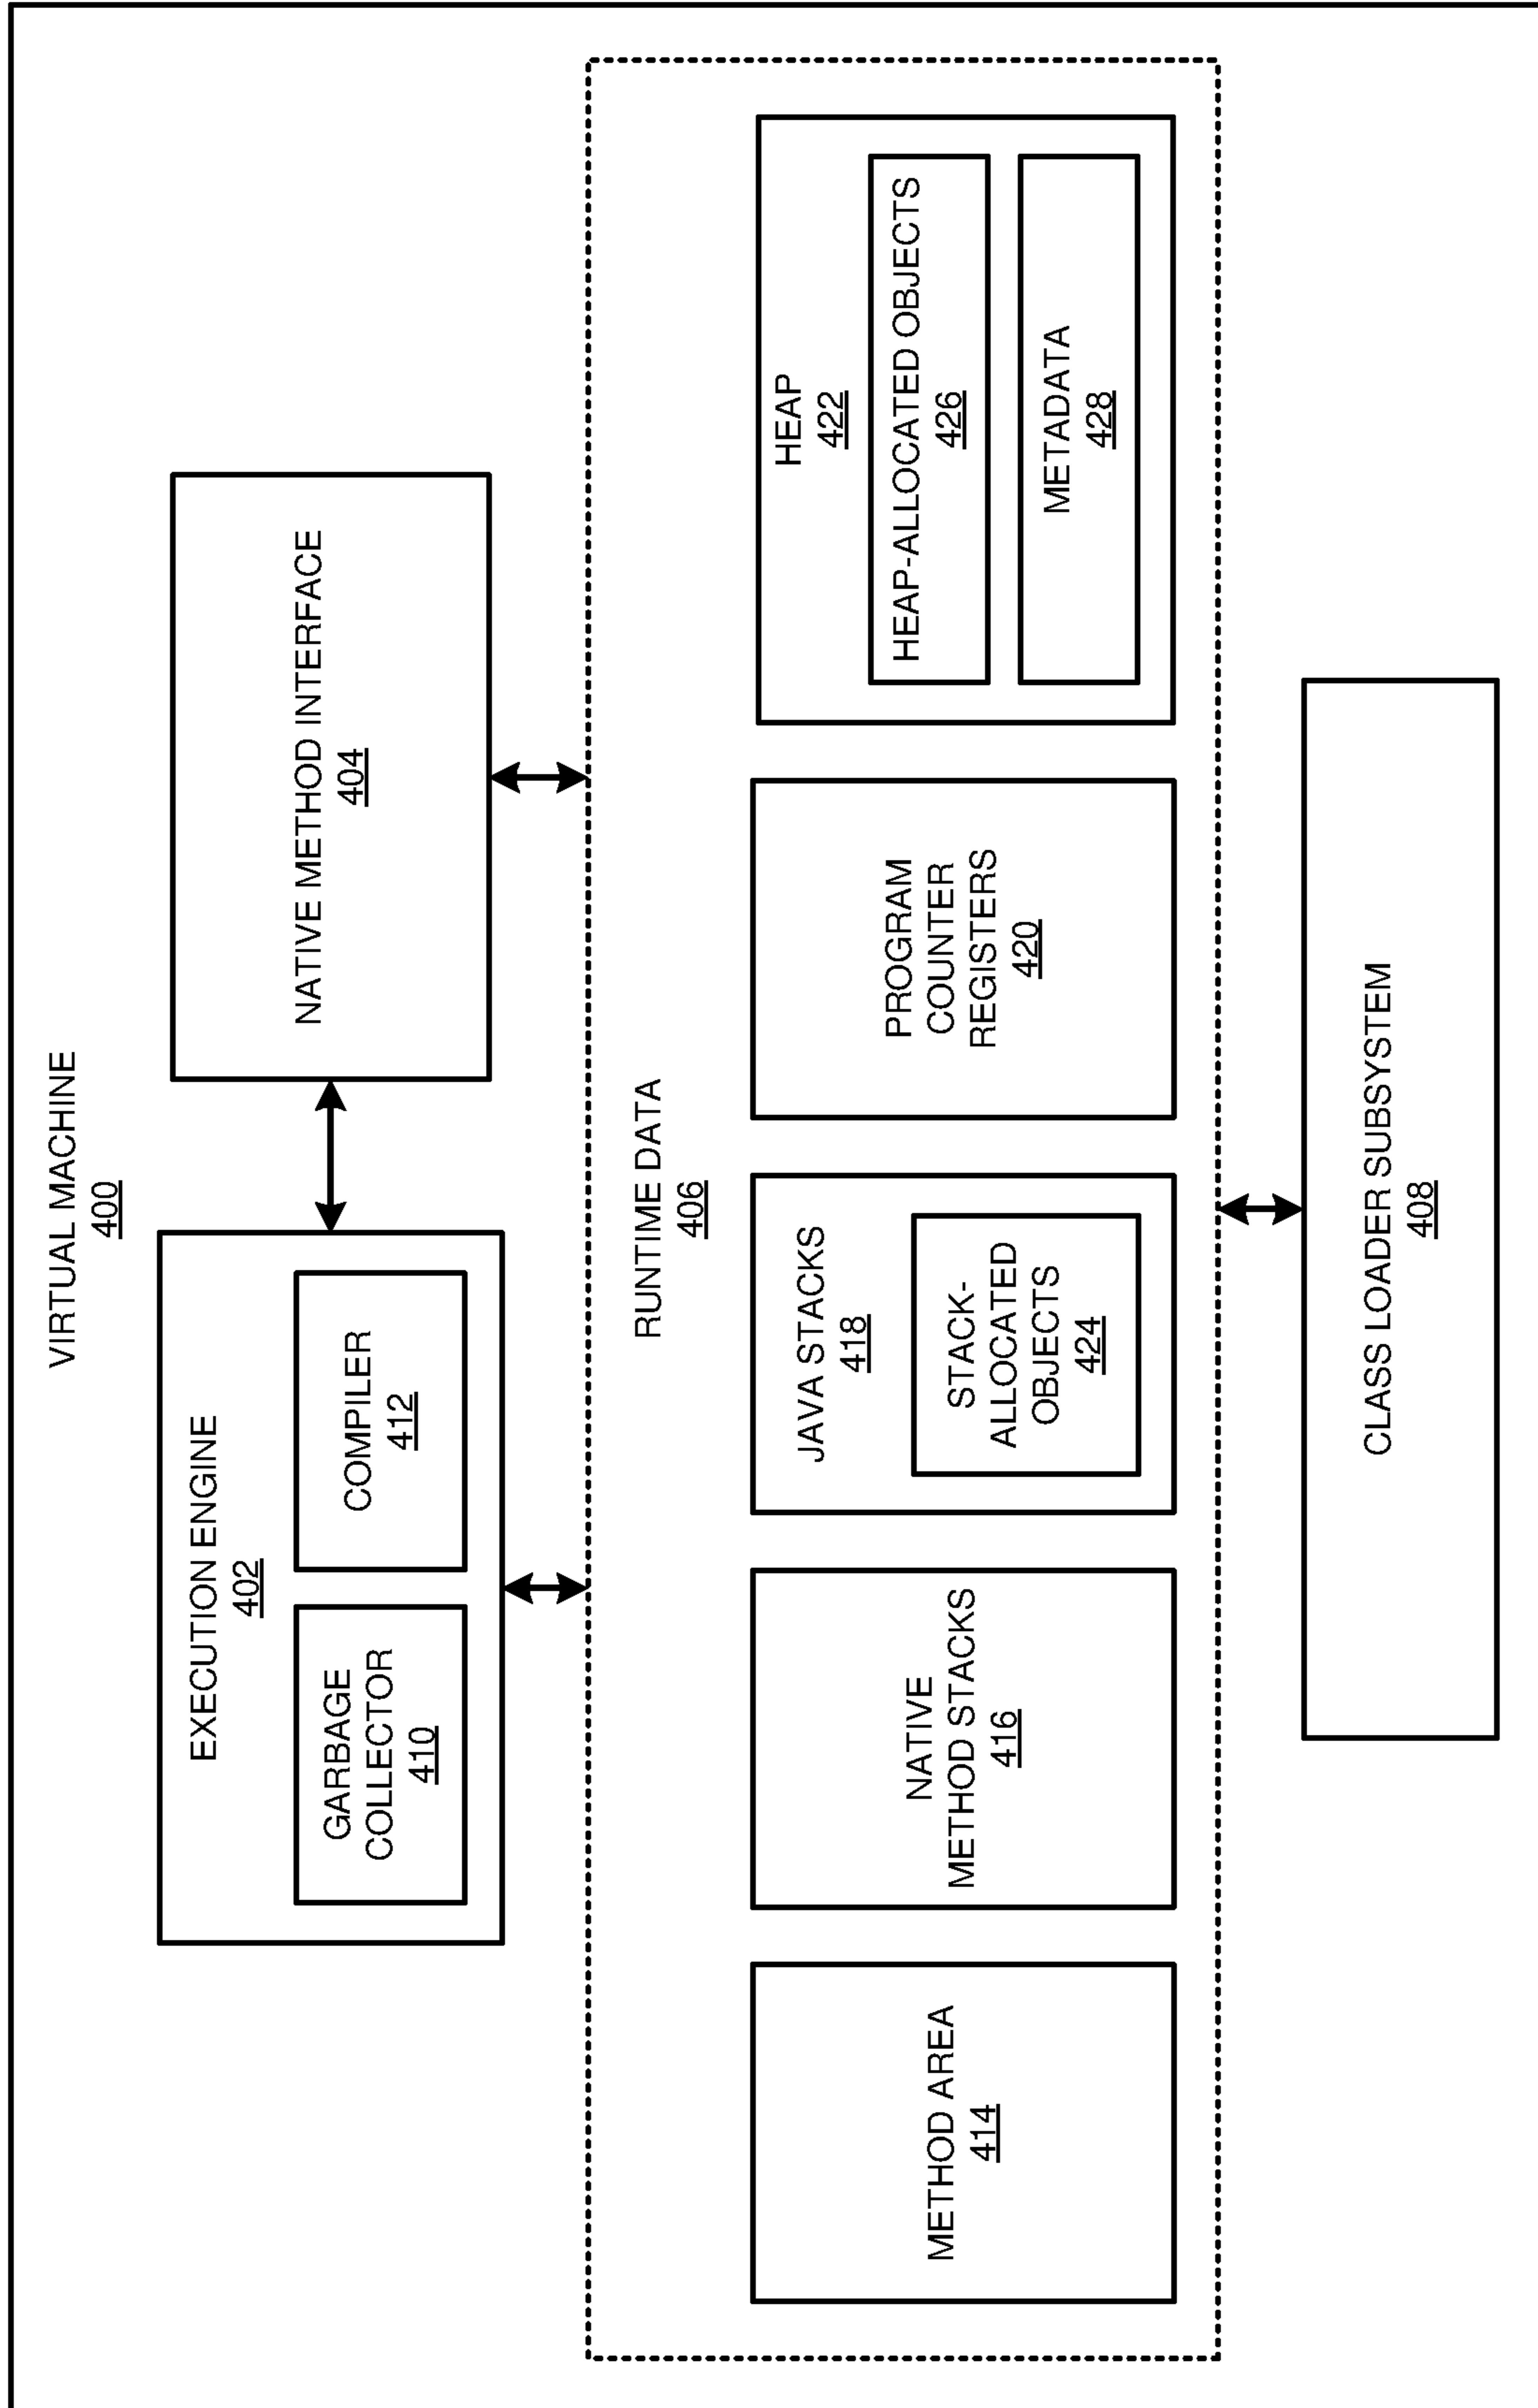 VIRTUAL MACHINE
400
EXECUTION ENGINE
402
GARBAGE
COLLECTOR
410
COMPILER
412
NATIVE METHOD INTERFACE
404
RUNTIME DATA
406
METHOD AREA
414
NATIVE
METHOD STACKS
416
JAVA STACKS
418
STACK-
ALLOCATED
OBJECTS
424
PROGRAM
COUNTER
REGISTERS
420
HEAP
422
HEAP-ALLOCATED OBJECTS
426
METADATA
428
CLASS LOADER SUBSYSTEM
408